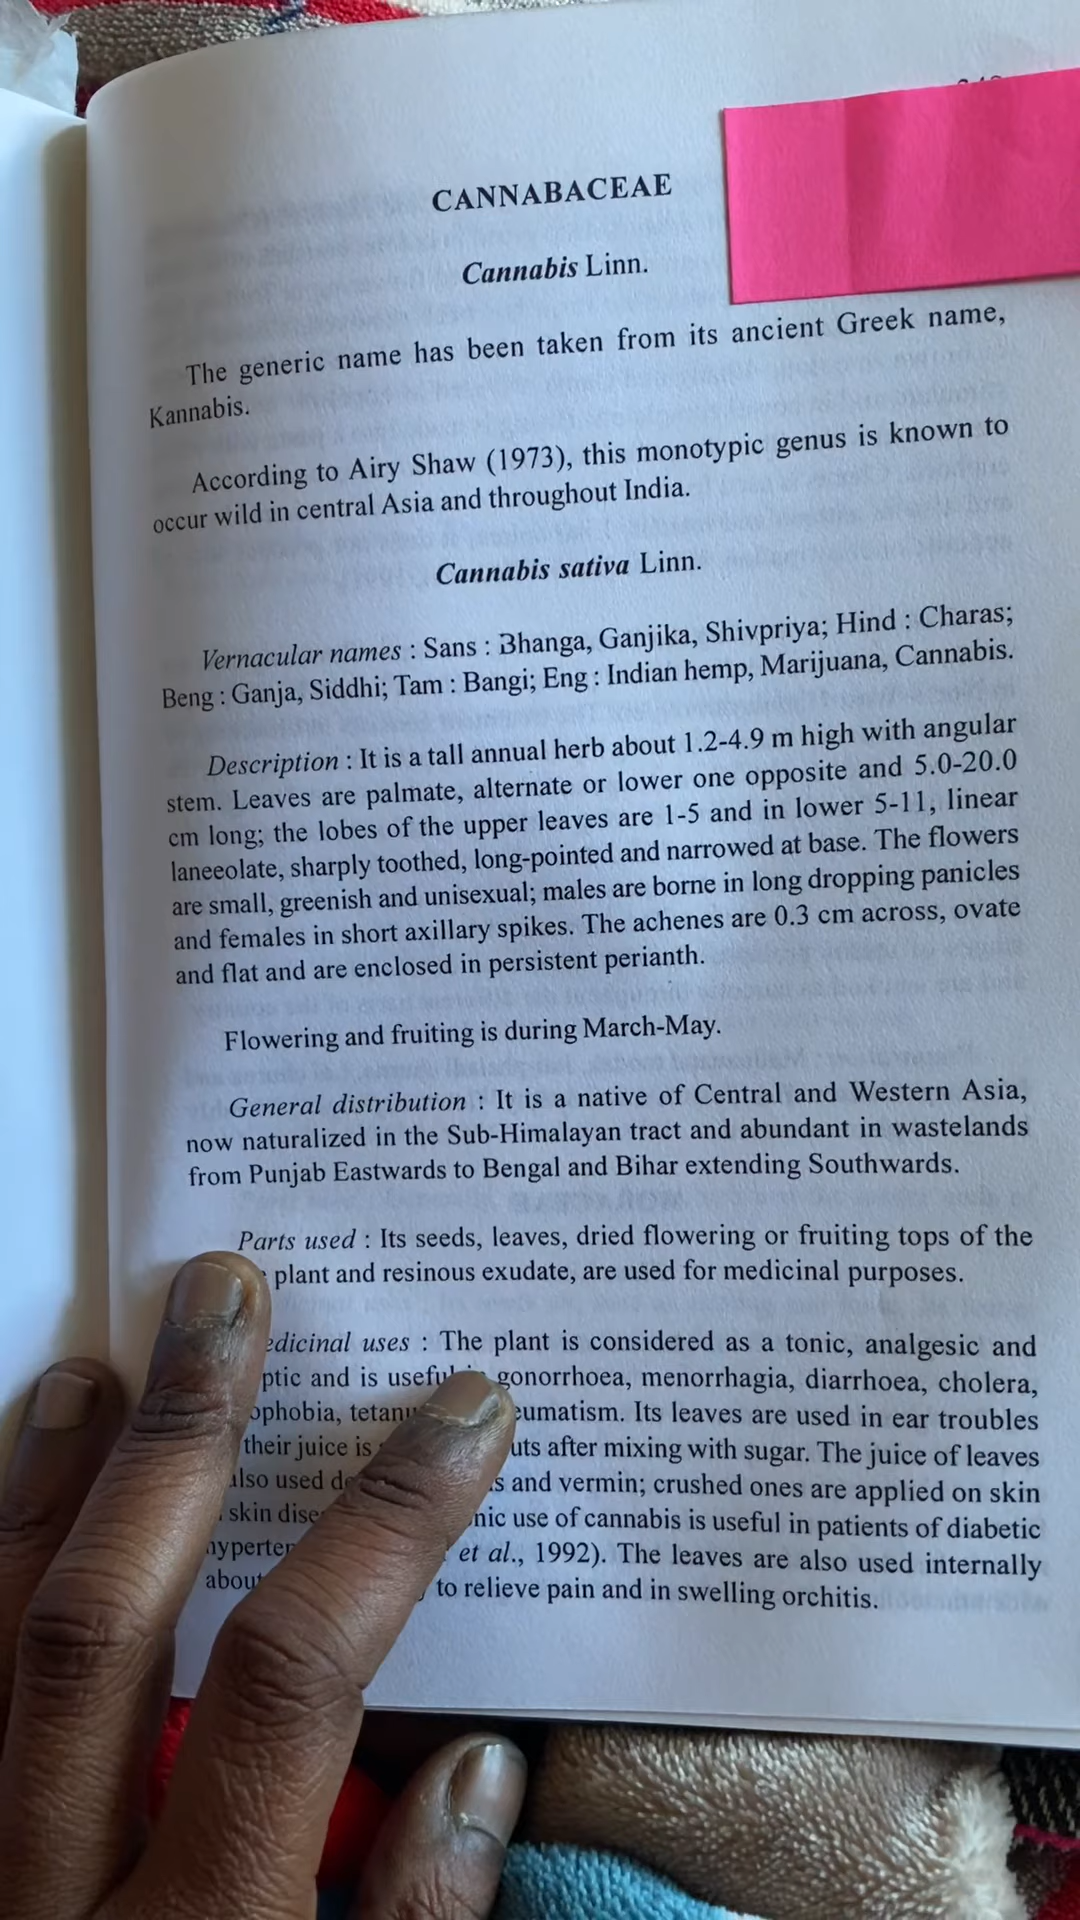 CANNABACEAE
Cannabis Linn.
The generic name has been taken from its ancient Greek name,
Kannabis.
According to Airy Shaw (1973), this monotypic genus is known to
occur wild in central Asia and throughout India.
Cannabis sativa Linn.
Vernacular names : Sans : Bhanga, Ganjika, Shivpriya; Hind : Charas;
Beng : Ganja, Siddhi; Tam : Bangi; Eng : Indian hemp, Marijuana, Cannabis.
Description : It is a tall annual herb about 1.2-4.9 m high with angular
stem. Leaves are palmate, alternate or lower one opposite and 5.0-20.0
cm long; the lobes of the upper leaves are 1-5 and in lower 5-11, linear
laneeolate, sharply toothed, long-pointed and narrowed at base. The flowers
are small, greenish and unisexual; males are borne in long dropping panicles
and females in short axillary spikes. The achenes are 0.3 cm across, ovate
and flat and are enclosed in persistent perianth.
Flowering and fruiting is during March-May.
General distribution : It is a native of Central and Western Asia,
now naturalized in the Sub-Himalayan tract and abundant in wastelands
from Punjab Eastwards to Bengal and Bihar extending Southwards.
Parts used : Its seeds, leaves, dried flowering or fruiting tops of the
plant and resinous exudate, are used for medicinal purposes.
edicinal uses : The plant is considered as a tonic, analgesic and
ptic and is useful gonorrhoea, menorrhagia, diarrhoea, cholera,
ophobia, tetanu eumatism. Its leaves are used in ear troubles
their juice is uts after mixing with sugar. The juice of leaves
also used s and vermin; crushed ones are applied on skin
skin dise nic use of cannabis is useful in patients of diabetic
hyperten et al., 1992). The leaves are also used internally
about to relieve pain and in swelling orchitis.